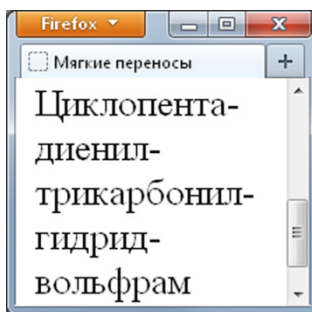 Firefox
Мягкие переносы
Циклопента-
диенил-
трикарбонил-
гидрид-
вольфрам